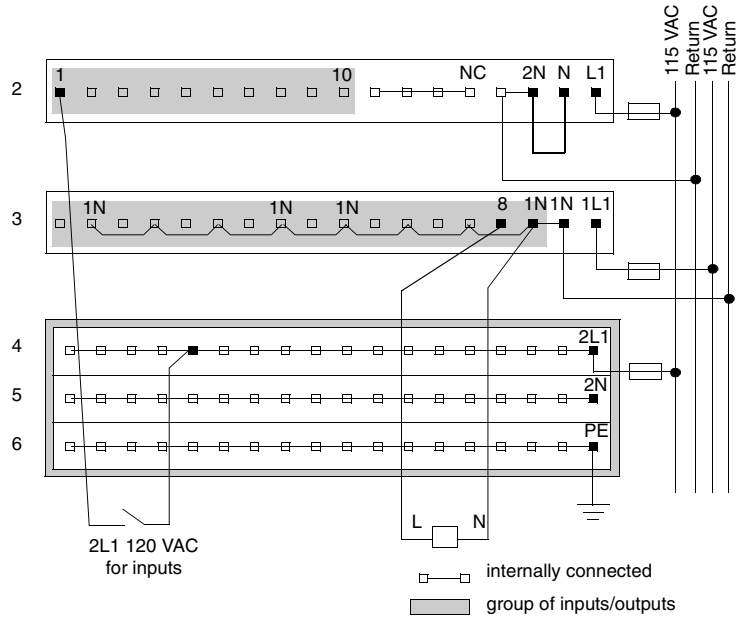 115 VAC
Return
115 VAC
Return
1 10 NC 2N N L1
2
1N 1N 1N 8 1N 1N 1L1
3
4 2L1
5 2N
6 PE
L N
2L1 120 VAC
for inputs
internally connected
group of inputs/outputs